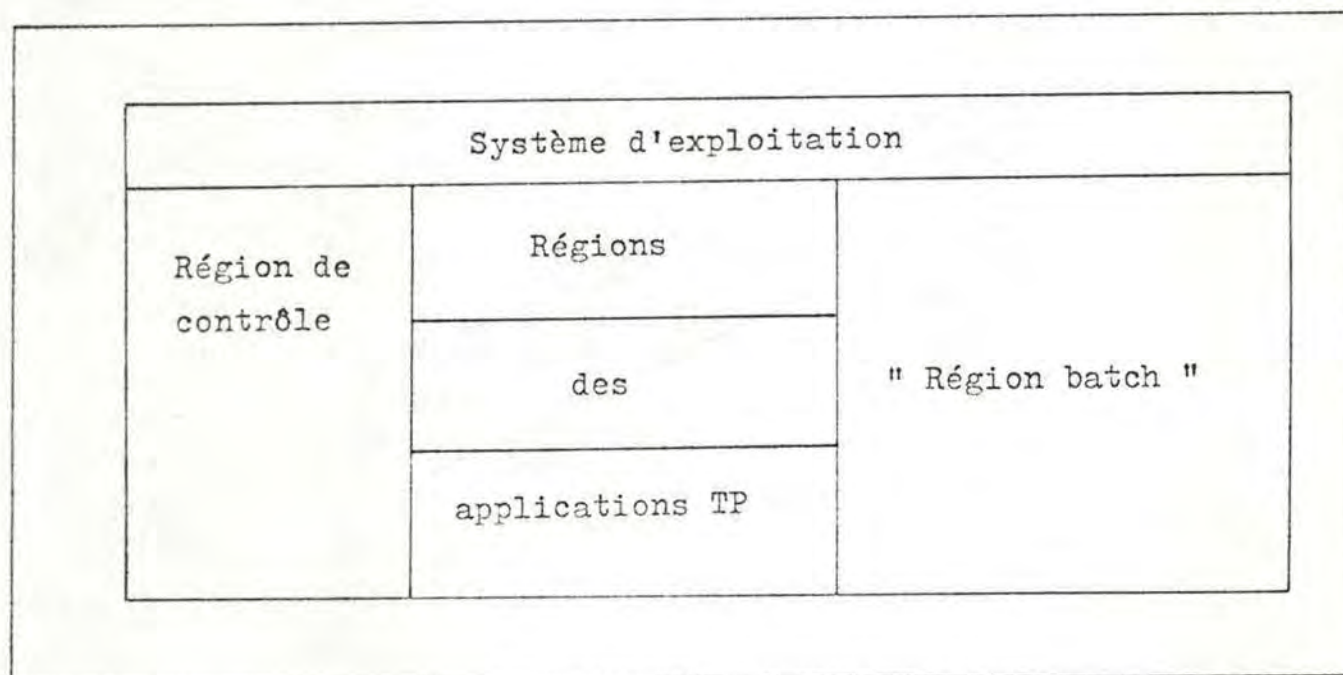 Système d'exploitation
Région de
contrôle
Régions
des
applications TP
" Région batch "